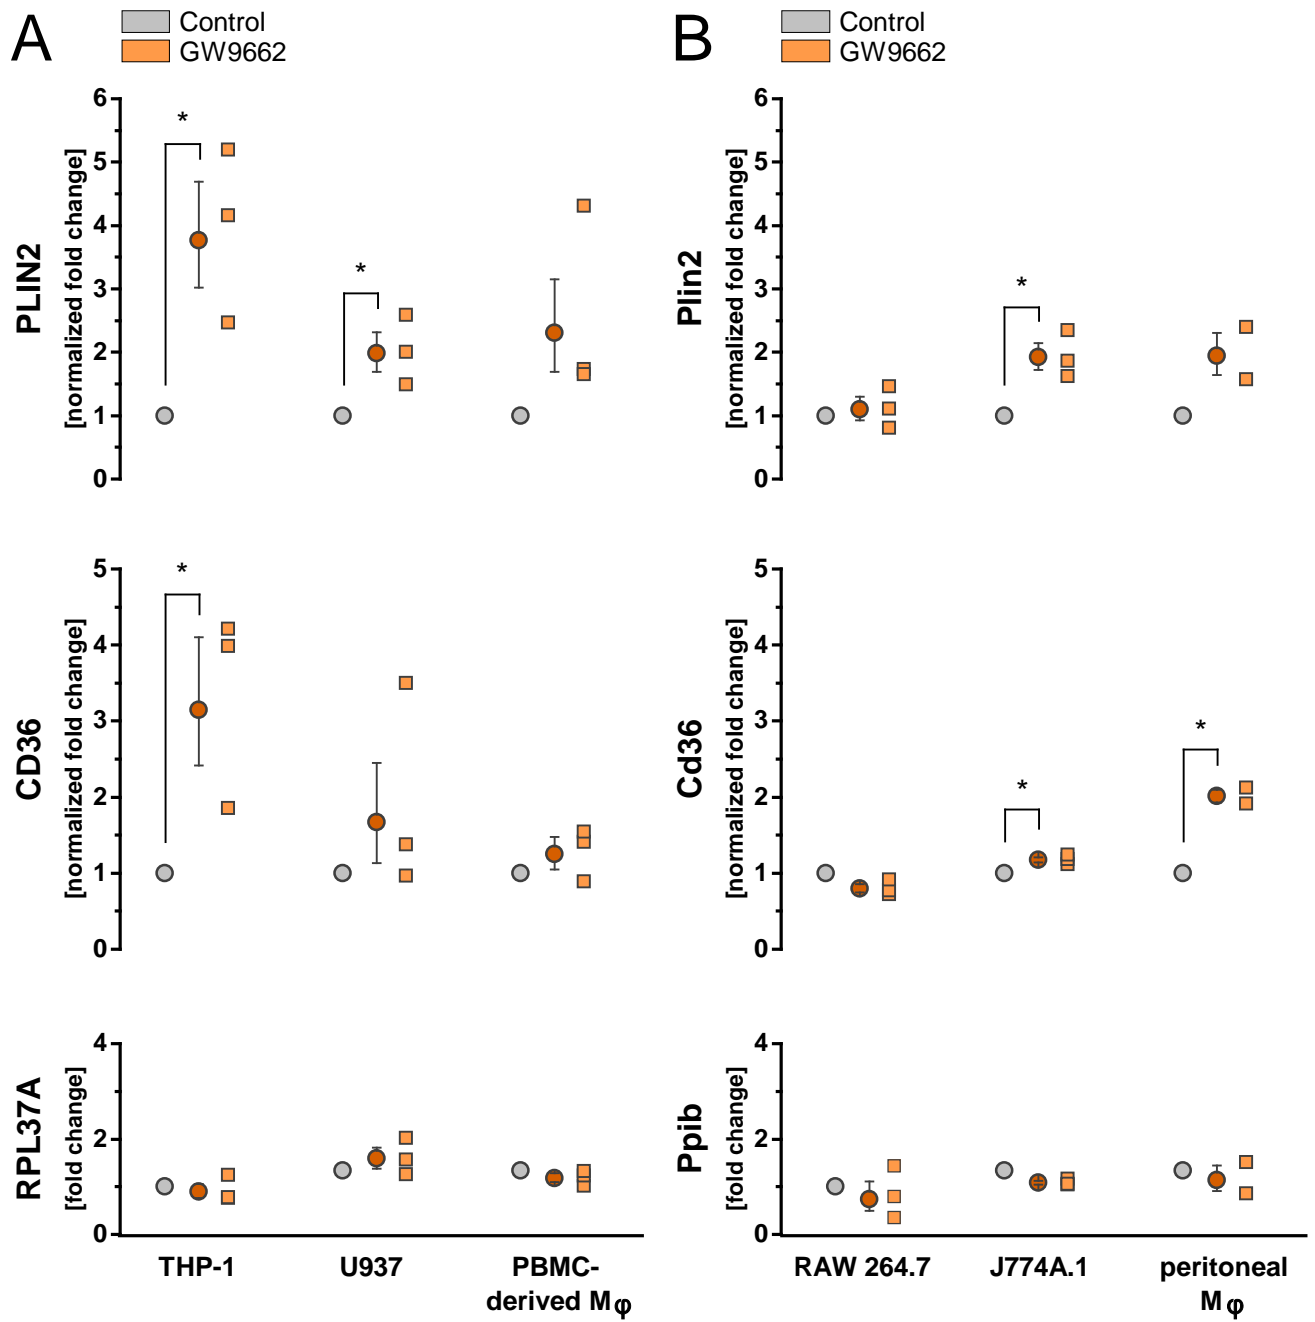 A
Control
GW9662
PLIN2
[normalized fold change]
6
5
4
3
2
1
0
*
*
CD36
[normalized fold change]
5
4
3
2
1
0
*
RPL37A
[fold change]
4
2
0
THP-1
U937
PBMC-
derived Mφ
B
Control
GW9662
Plin2
[normalized fold change]
6
5
4
3
2
1
0
*
Cd36
[normalized fold change]
5
4
3
2
1
0
*
*
Ppib
[fold change]
4
2
0
RAW 264.7
J774A.1
peritoneal
Mφ